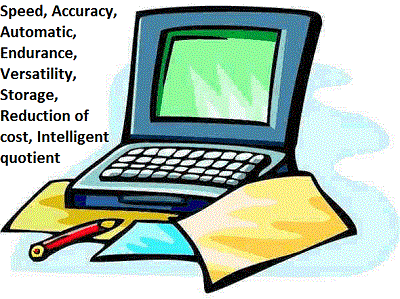 Speed, Accuracy,
Automatic,
Endurance,
Versatility,
Storage,
Reduction of
cost, Intelligent
quotient